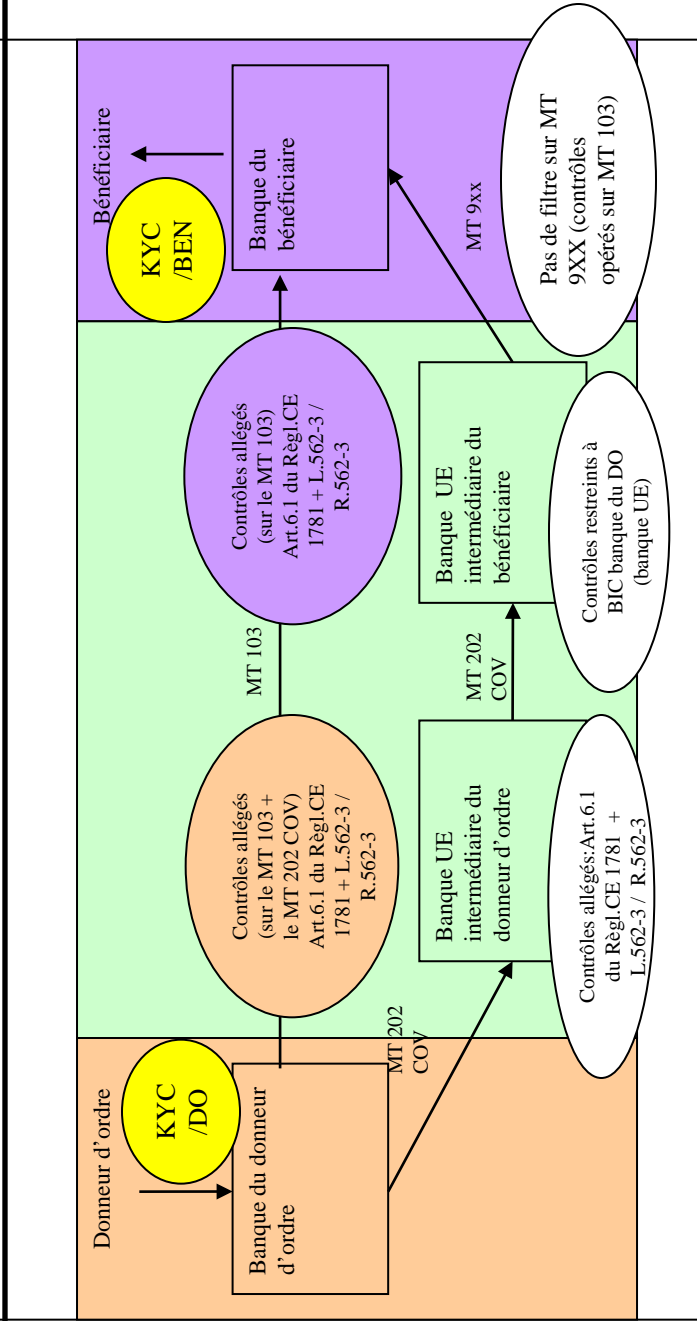 Donneur d'ordre
KYC
/DO
Banque du donneur
d'ordre
MT 202
COV
Contrôles allégés
(sur le MT 103 +
le MT 202 COV)
Art.6.1 du Règl.CE
1781 + L.562-3 /
R.562-3
MT 103
Contrôles allégés
(sur le MT 103)
Art.6.1 du Règl.CE
1781 + L.562-3 /
R.562-3
Bénéficiaire
KYC
/BEN
Banque du
bénéficiaire
Banque UE
intermédiaire du
donneur d'ordre
Contrôles allégés:Art.6.1
du Règl.CE 1781 +
L.562-3 / R.562-3
MT 202
COV
Banque UE
intermédiaire du
bénéficiaire
Contrôles restreints à
BIC banque du DO
(banque UE)
MT 9xx
Pas de filtre sur MT
9XX (contrôles
opérés sur MT 103)